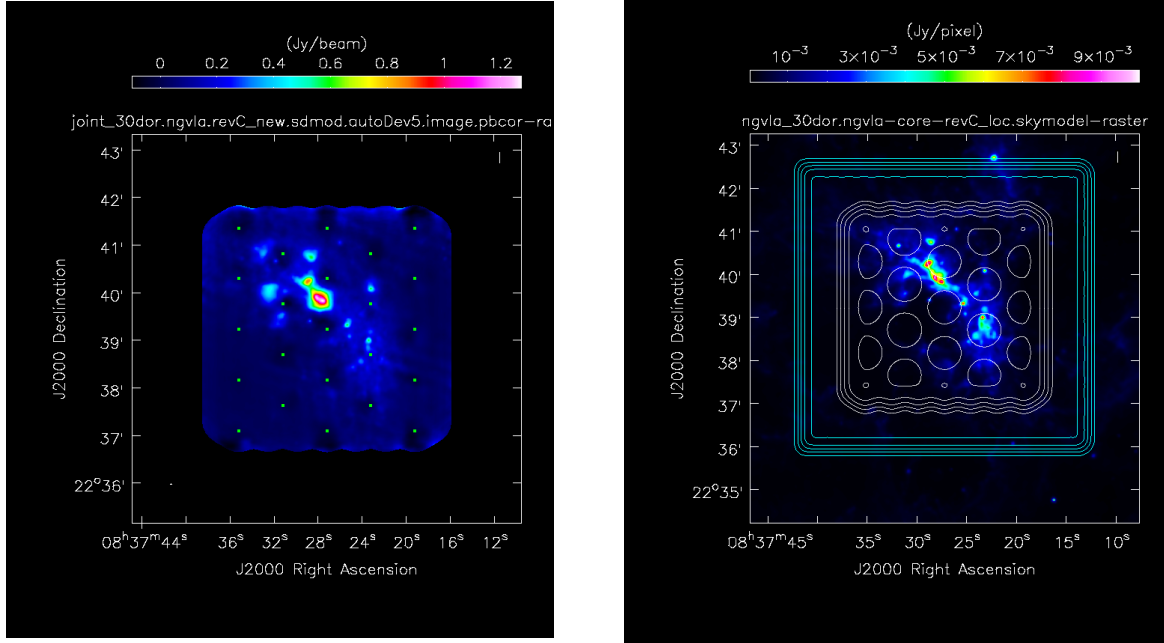 (Jy/beam)
0 0.2 0.4 0.6 0.8 1 1.2
joint_30dor.ngvla.revC_new.sdmod.autoDev5.image.pbcor-ra
I
43'
42'
41'
40'
39'
38'
37'
22°36'
J2000 Declination
08ʰ37ᵐ44ˢ 36ˢ 32ˢ 28ˢ 24ˢ 20ˢ 16ˢ 12ˢ
J2000 Right Ascension
(Jy/pixel)
10⁻³ 3×10⁻³ 5×10⁻³ 7×10⁻³ 9×10⁻³
ngvla_30dor.ngvla-core-revC_loc.skymodel-raster
I
43'
42'
41'
40'
39'
38'
37'
36'
22°35'
J2000 Declination
08ʰ37ᵐ45ˢ 35ˢ 30ˢ 25ˢ 20ˢ 15ˢ 10ˢ
J2000 Right Ascension